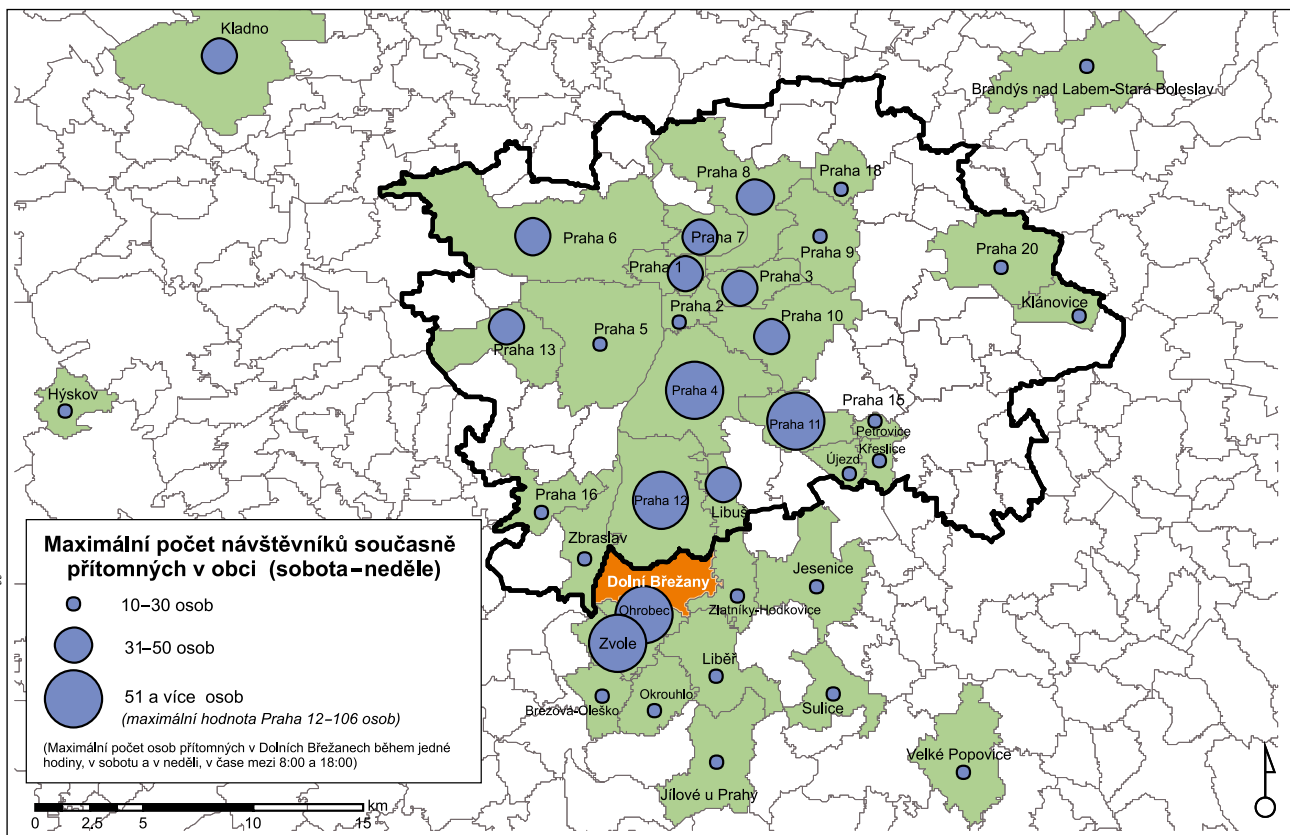 Kladno
Brandýs nad Labem-Stará Boleslav
Praha 8
Praha 18
Praha 6
Praha 7
Praha 9
Praha 20
Praha 1
Praha 3
Klánovice
Praha 2
Praha 10
Praha 5
Praha 13
Hýskov
Praha 4
Praha 15
Praha 11
Petrovice
Křeslice
Újezd
Praha 16
Praha 12
Libuš
Zbraslav
Dolní Břežany
Jesenice
Ohrobec
Zlatníky-Hodkovice
Zvole
Liběř
Okrouhlo
Březová-Oleško
Sulice
Velké Popovice
Jílové u Prahy
Maximální počet návštěvníků současně
přítomných v obci (sobota–neděle)
10–30 osob
31–50 osob
51 a více osob
(maximální hodnota Praha 12–106 osob)
(Maximální počet osob přítomných v Dolních Břežanech během jedné
hodiny, v sobotu a v neděli, v čase mezi 8:00 a 18:00)
km
0 2,5 5 10 15